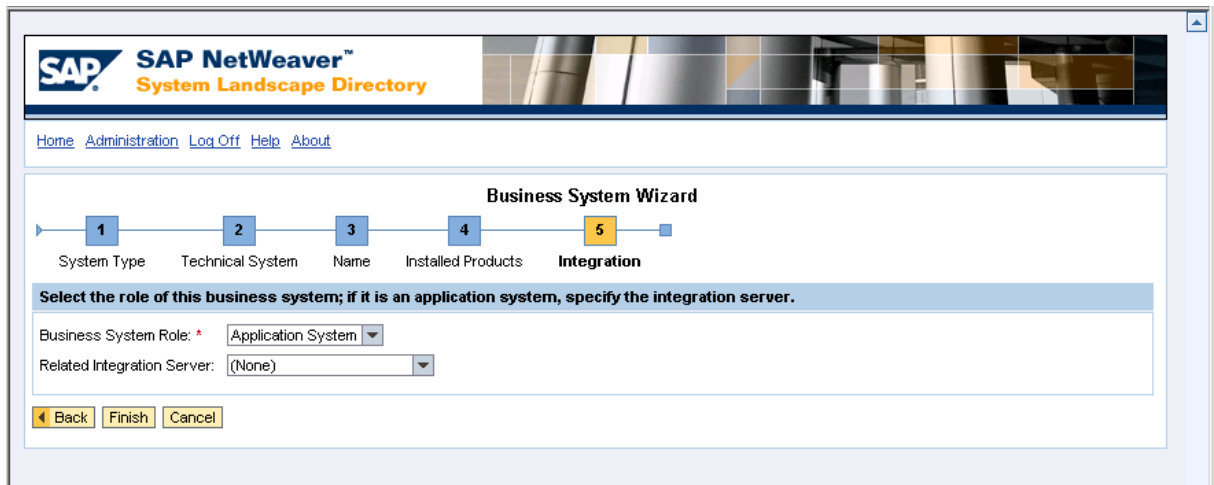 SAP
SAP NetWeaver™
System Landscape Directory
Home Administration Log Off Help About
Business System Wizard
1 2 3 4 5
System Type Technical System Name Installed Products Integration
Select the role of this business system; if it is an application system, specify the integration server.
Business System Role: * Application System
Related Integration Server: (None)
Back Finish Cancel